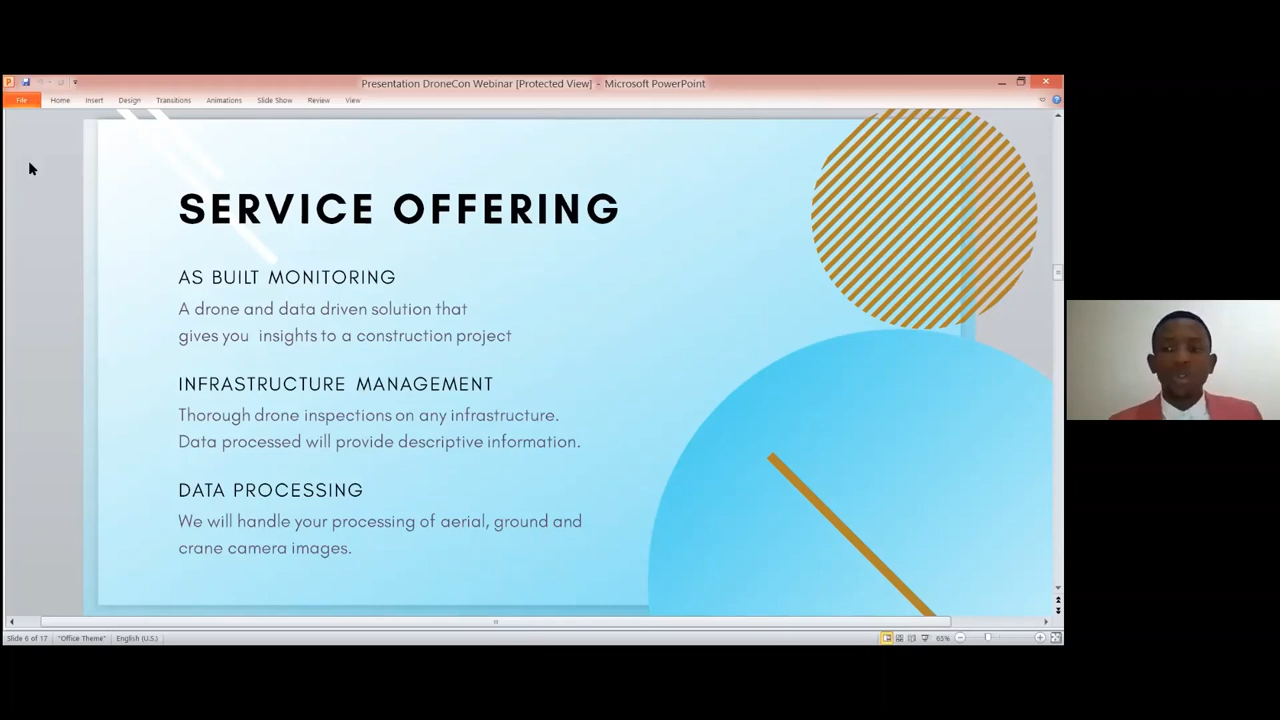 Presentation DroneCon Webinar [Protected View] - Microsoft PowerPoint
File Home Insert Design Transitions Animations Slide Show Review View
SERVICE OFFERING
AS BUILT MONITORING
A drone and data driven solution that
gives you insights to a construction project
INFRASTRUCTURE MANAGEMENT
Thorough drone inspections on any infrastructure.
Data processed will provide descriptive information.
DATA PROCESSING
We will handle your processing of aerial, ground and
crane camera images.
Slide 6 of 17 "Office Theme" English (U.S.) 65%